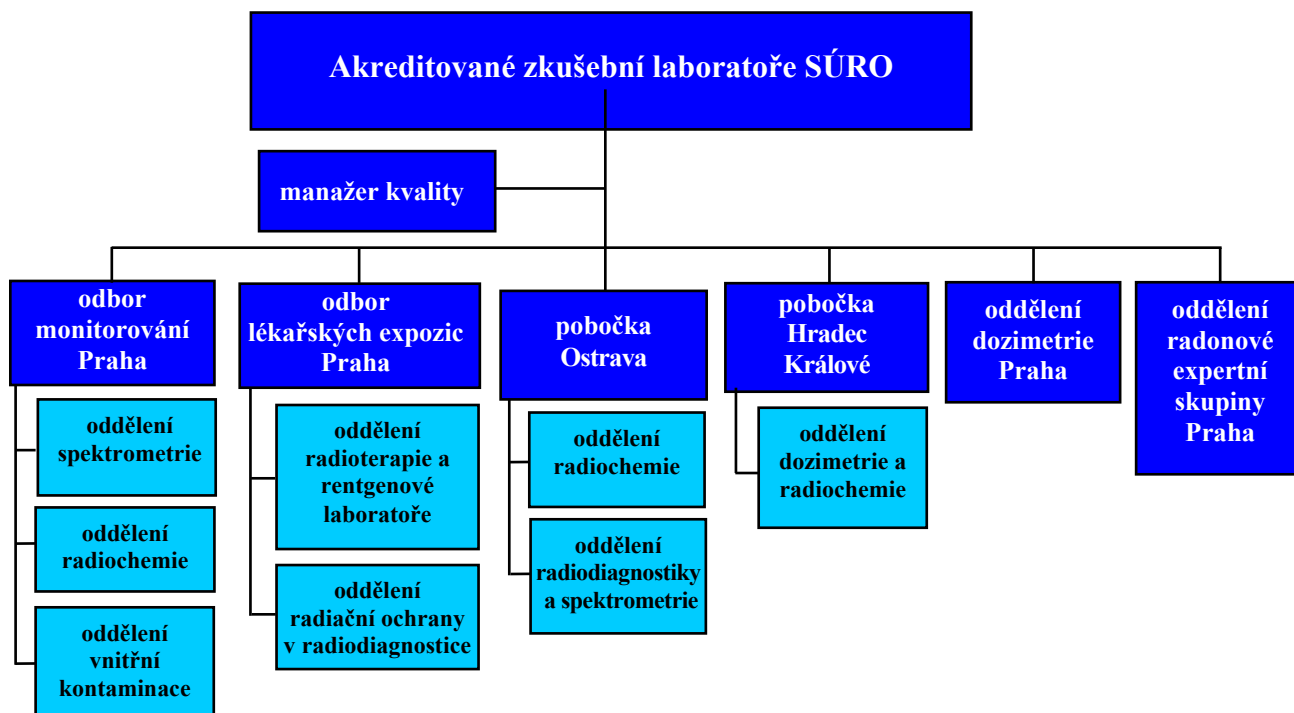 Akreditované zkušební laboratoře SÚRO
manažer kvality
odbor
monitorování
Praha
odbor
lékařských expozic
Praha
pobočka
Ostrava
pobočka
Hradec
Králové
oddělení
dozimetrie
Praha
oddělení
radonové
expertní
skupiny
Praha
oddělení
spektrometrie
oddělení
radiochemie
oddělení
vnitřní
kontaminace
oddělení
radioterapie a
rentgenové
laboratoře
oddělení
radiační ochrany
v radiodiagnostice
oddělení
radiochemie
oddělení
radiodiagnostiky
a spektrometrie
oddělení
dozimetrie a
radiochemie